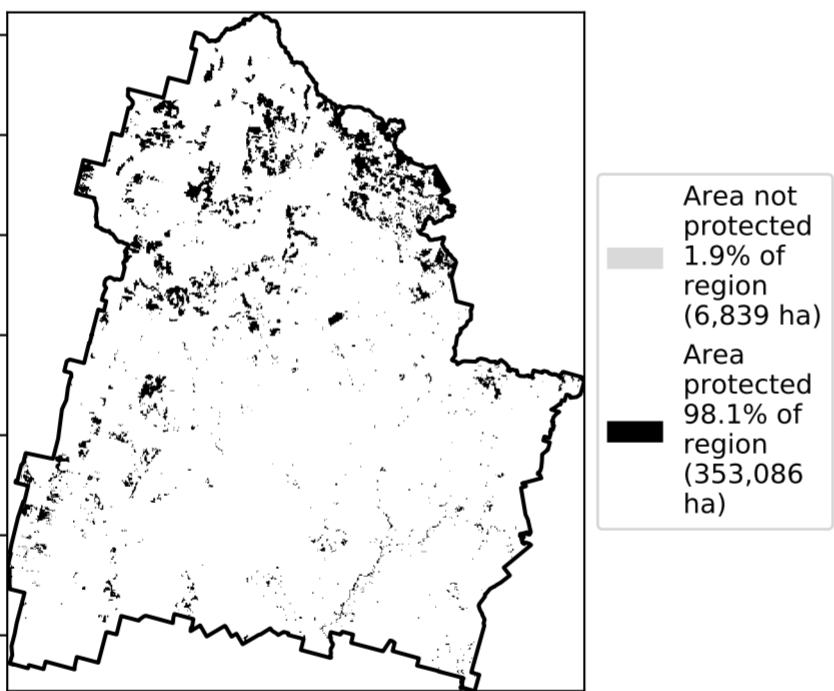 Area not
protected
1.9% of
region
(6,839 ha)
Area
protected
98.1% of
region
(353,086
ha)